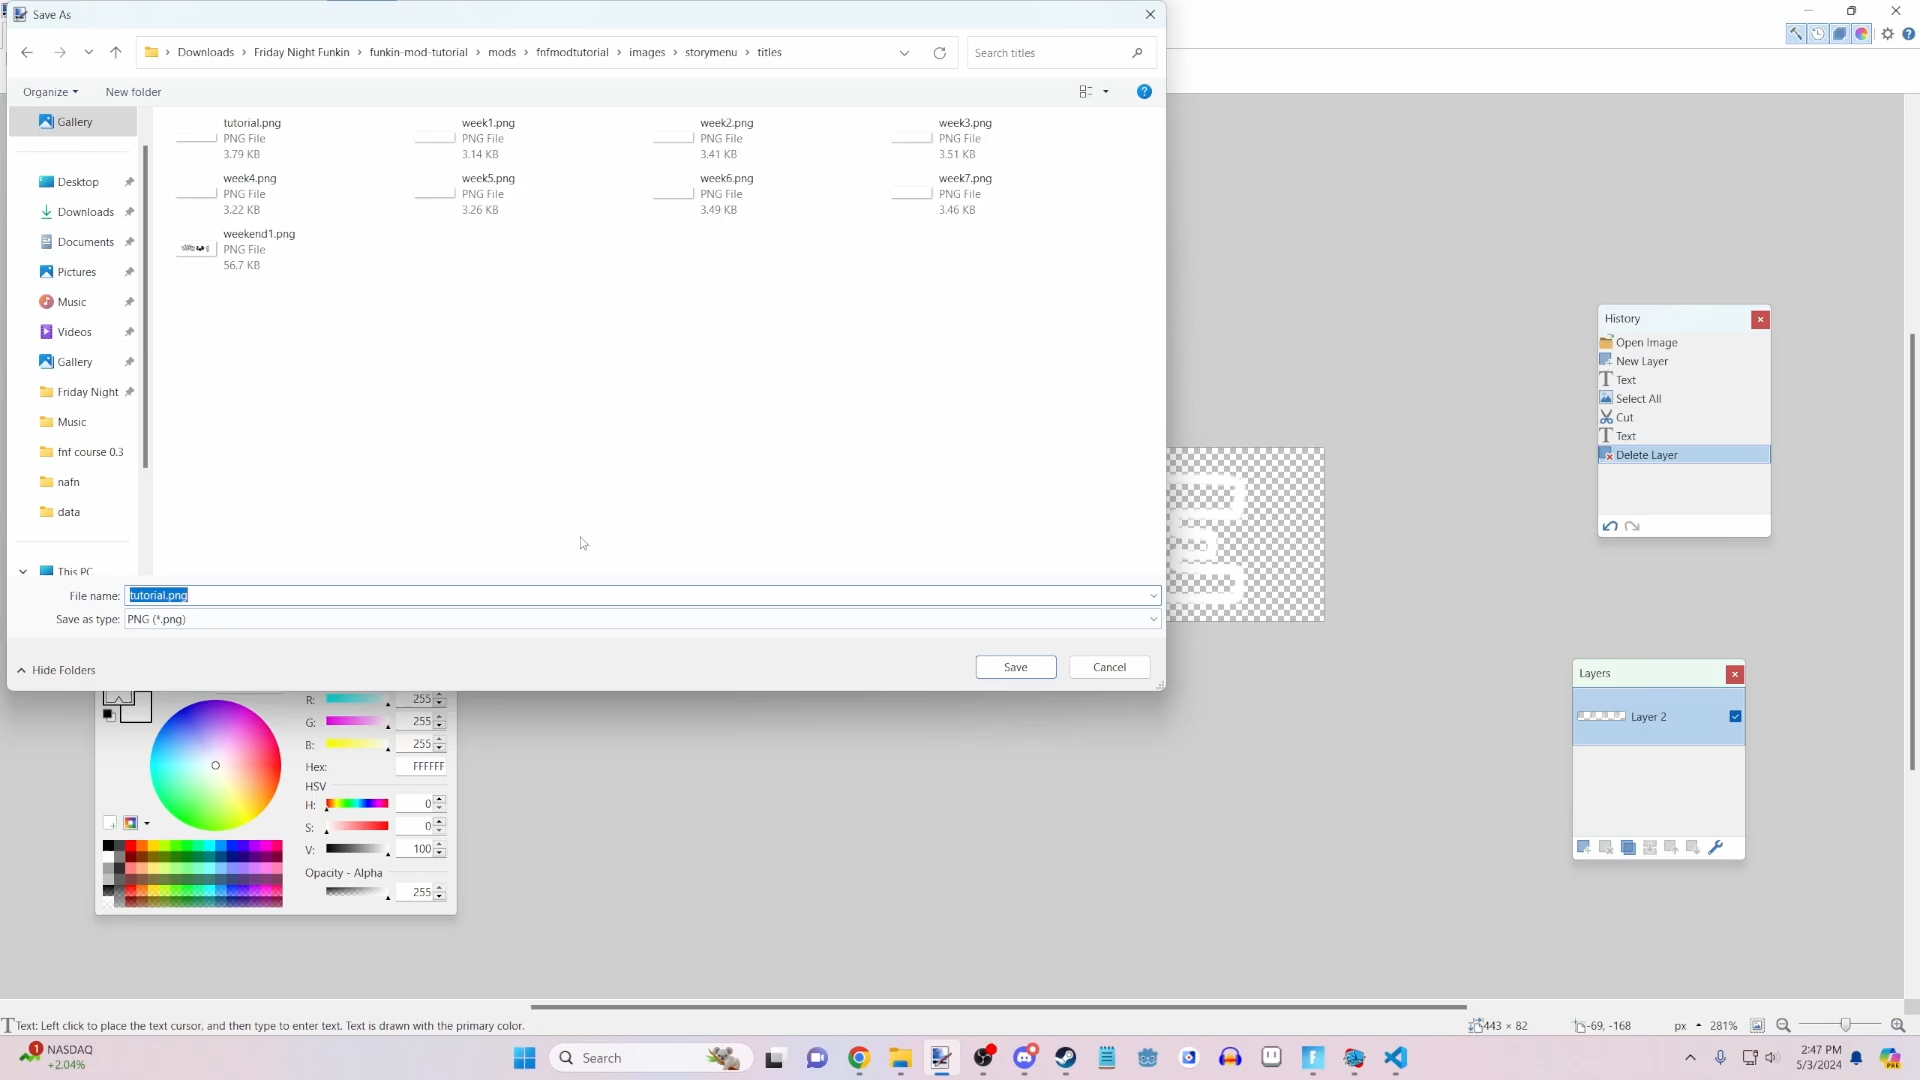 Save As
Downloads > Friday Night Funkin > funkin-mod-tutorial > mods > fnfmodtutorial > images > storymenu > titles
Search titles
Organize
New folder
Gallery
Desktop
Downloads
Documents
Pictures
Music
Videos
Gallery
Friday Night
Music
fnf course 0.3
nafn
data
This PC
tutorial.png
PNG File
3.79 KB
week1.png
PNG File
3.14 KB
week2.png
PNG File
3.41 KB
week3.png
PNG File
3.51 KB
week4.png
PNG File
3.22 KB
week5.png
PNG File
3.26 KB
week6.png
PNG File
3.49 KB
week7.png
PNG File
3.46 KB
weekend1.png
PNG File
56.7 KB
File name: tutorial.png
Save as type: PNG (*.png)
Hide Folders
Save
Cancel
History
Open Image
New Layer
Text
Select All
Cut
Text
Delete Layer
Layers
Layer 2
R: 255
G: 255
B: 255
Hex: FFFFFF
HSV
H: 0
S: 0
V: 100
Opacity - Alpha
255
Text: Left click to place the text cursor, and then type to enter text. Text is drawn with the primary color.
443 × 82
-69, -168
px
281%
1
NASDAQ
+2.04%
Search
2:47 PM
5/3/2024
PRE